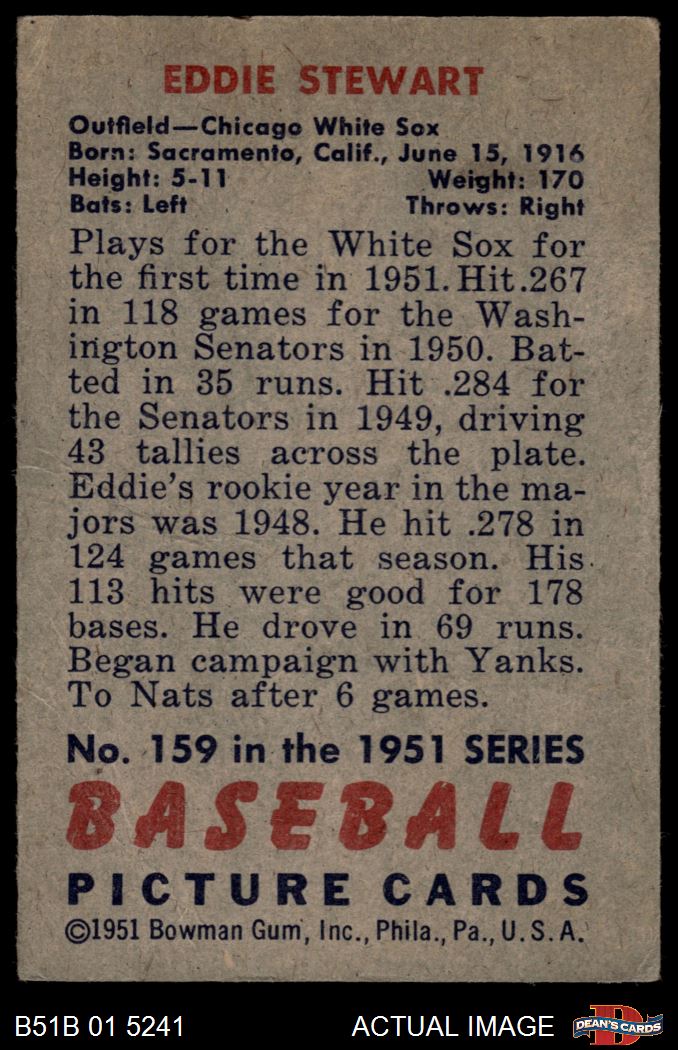 EDDIE STEWART
Outfield—Chicago White Sox
Born: Sacramento, Calif., June 15, 1916
Height: 5-11 Weight: 170
Bats: Left Throws: Right
Plays for the White Sox for
the first time in 1951. Hit .267
in 118 games for the Wash-
ington Senators in 1950. Bat-
ted in 35 runs. Hit .284 for
the Senators in 1949, driving
43 tallies across the plate.
Eddie's rookie year in the ma-
jors was 1948. He hit .278 in
124 games that season. His
113 hits were good for 178
bases. He drove in 69 runs.
Began campaign with Yanks.
To Nats after 6 games.
No. 159 in the 1951 SERIES
BASEBALL
PICTURE CARDS
©1951 Bowman Gum, Inc., Phila., Pa., U.S.A.
B51B 01 5241 ACTUAL IMAGE D DEAN'S CARDS